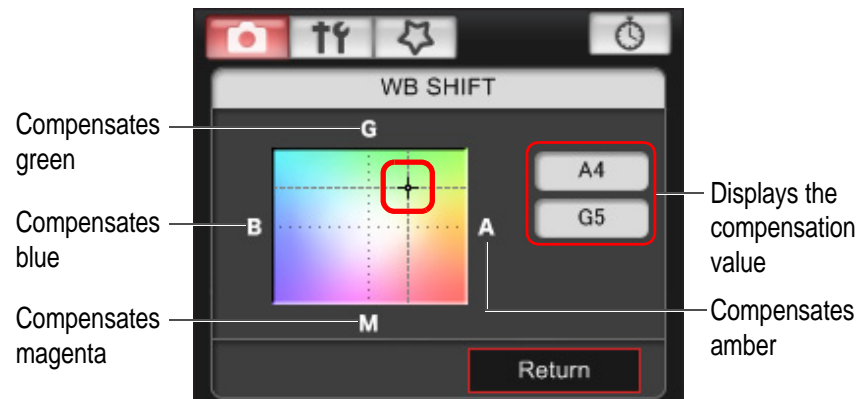 WB SHIFT
Compensates
green
G
A4
Displays the
compensation
value
Compensates
blue
B
A
G5
Compensates
magenta
M
Compensates
amber
Return